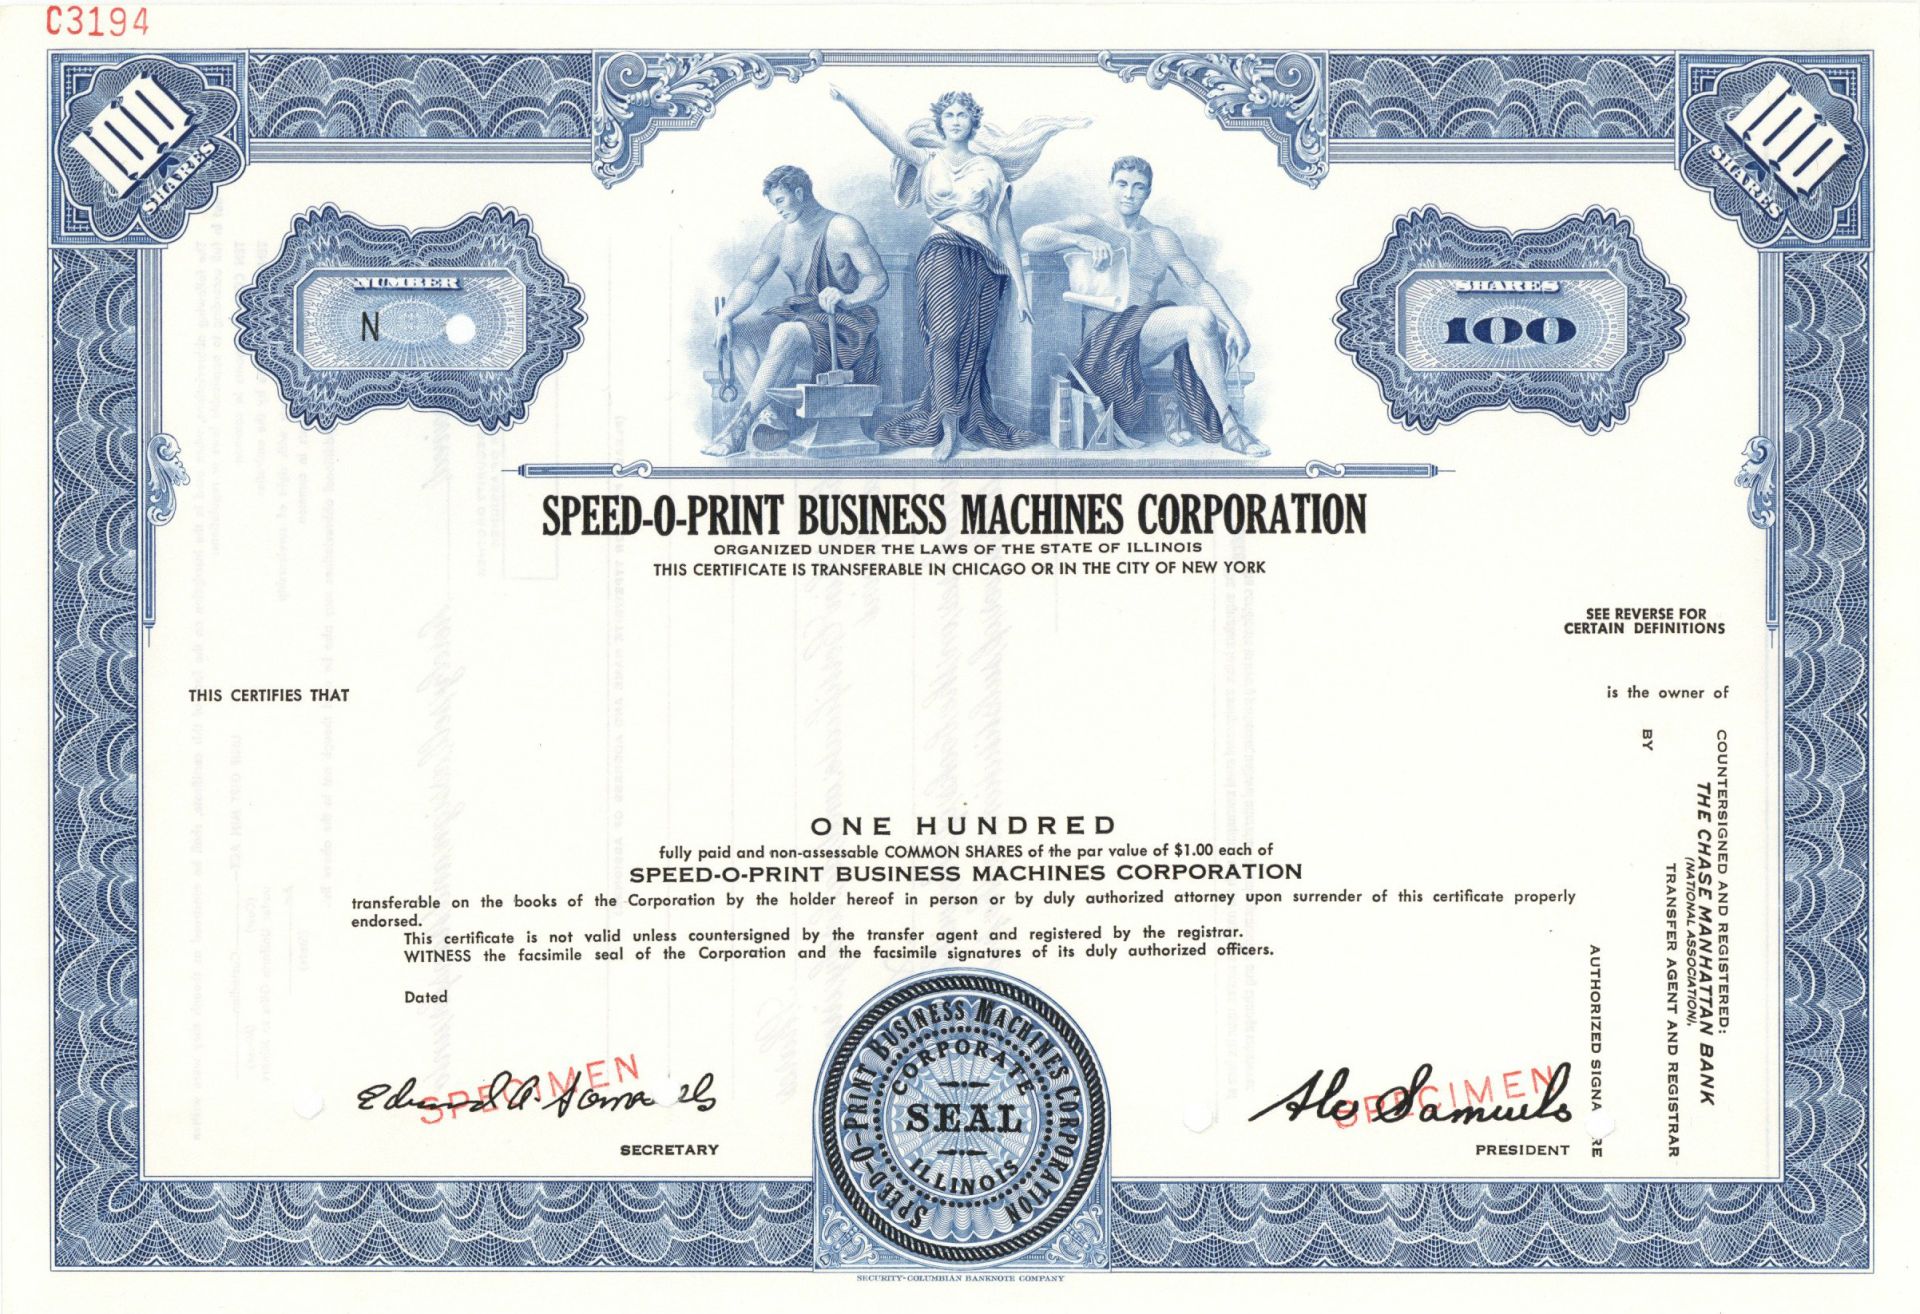 C3194
100
SHARES
100
SHARES
NUMBER
N
SHARES
100
SPEED-O-PRINT BUSINESS MACHINES CORPORATION
ORGANIZED UNDER THE LAWS OF THE STATE OF ILLINOIS
THIS CERTIFICATE IS TRANSFERABLE IN CHICAGO OR IN THE CITY OF NEW YORK
SEE REVERSE FOR
CERTAIN DEFINITIONS
THIS CERTIFIES THAT
is the owner of
ONE HUNDRED
fully paid and non-assessable COMMON SHARES of the par value of $1.00 each of
SPEED-O-PRINT BUSINESS MACHINES CORPORATION
transferable on the books of the Corporation by the holder hereof in person or by duly authorized attorney upon surrender of this certificate properly
endorsed.
This certificate is not valid unless countersigned by the transfer agent and registered by the registrar.
WITNESS the facsimile seal of the Corporation and the facsimile signatures of its duly authorized officers.
Dated
SPECIMEN
SECRETARY
SPEED-O-PRINT BUSINESS MACHINES CORPORATION
CORPORATE
SEAL
ILLINOIS
Abe Samuels
SPECIMEN
PRESIDENT
COUNTERSIGNED AND REGISTERED:
THE CHASE MANHATTAN BANK
(NATIONAL ASSOCIATION),
TRANSFER AGENT AND REGISTRAR
BY
AUTHORIZED SIGNA RE
SECURITY-COLUMBIAN BANKNOTE COMPANY